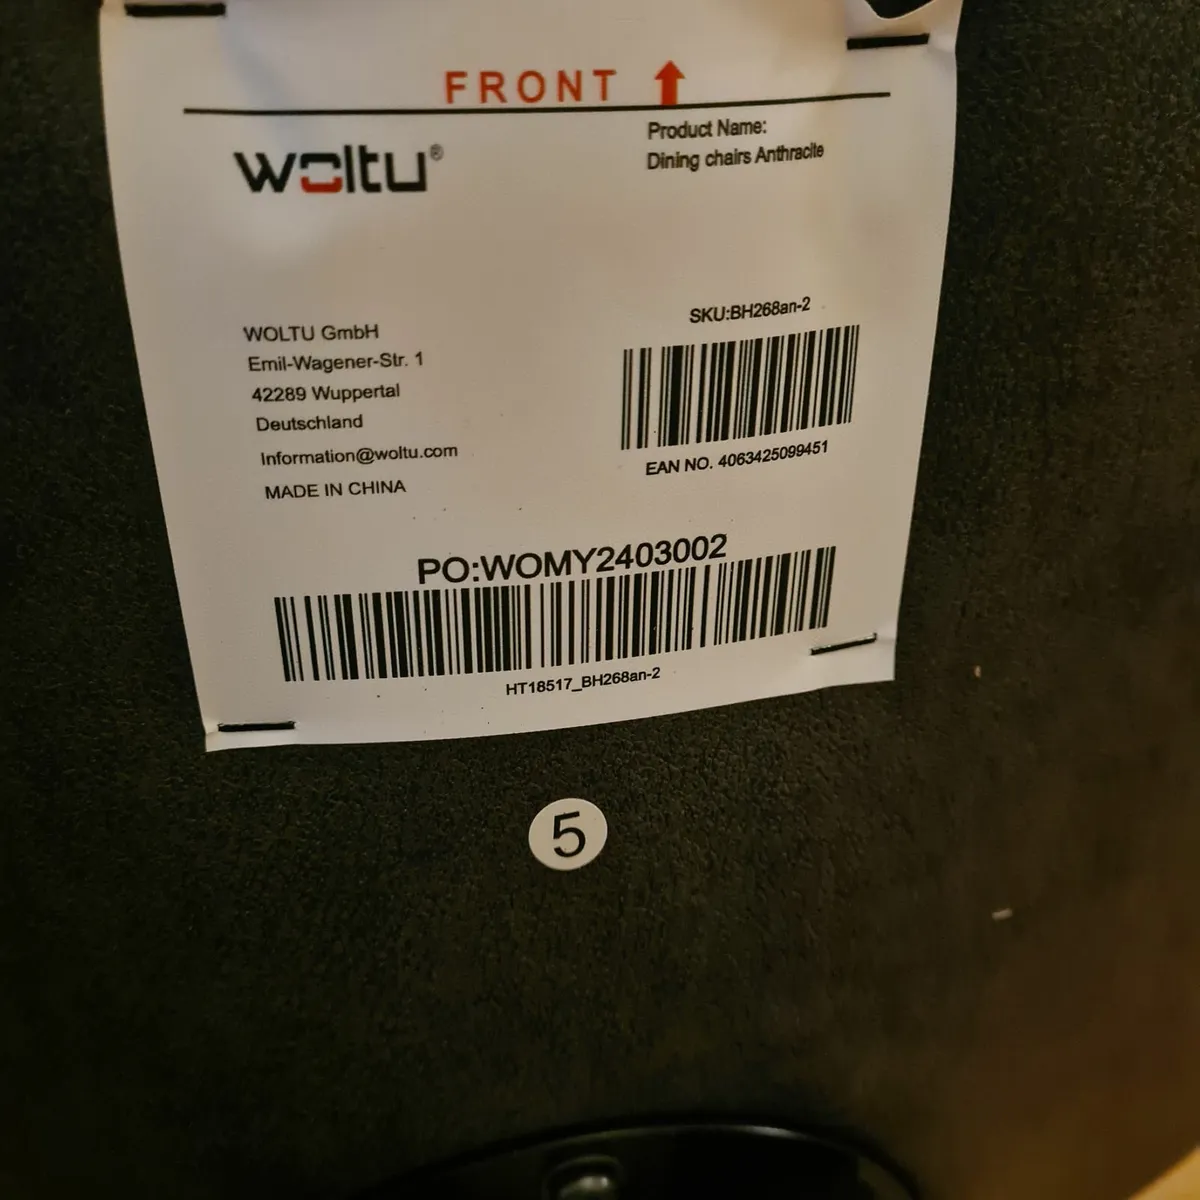 FRONT
woltu®
Product Name:
Dining chairs Anthracite
WOLTU GmbH
Emil-Wagener-Str. 1
42289 Wuppertal
Deutschland
Information@woltu.com
MADE IN CHINA
SKU:BH268an-2
EAN NO. 4063425099451
PO:WOMY2403002
HT18517_BH268an-2
5